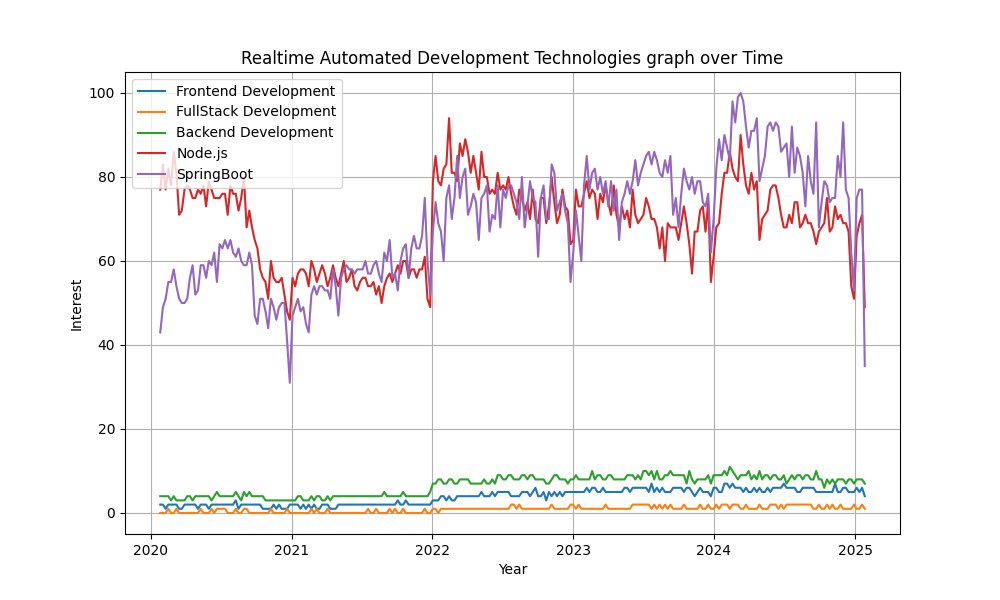 Realtime Automated Development Technologies graph over Time
Frontend Development
FullStack Development
Backend Development
Node.js
SpringBoot
100
80
60
40
20
0
Interest
2020 2021 2022 2023 2024 2025
Year